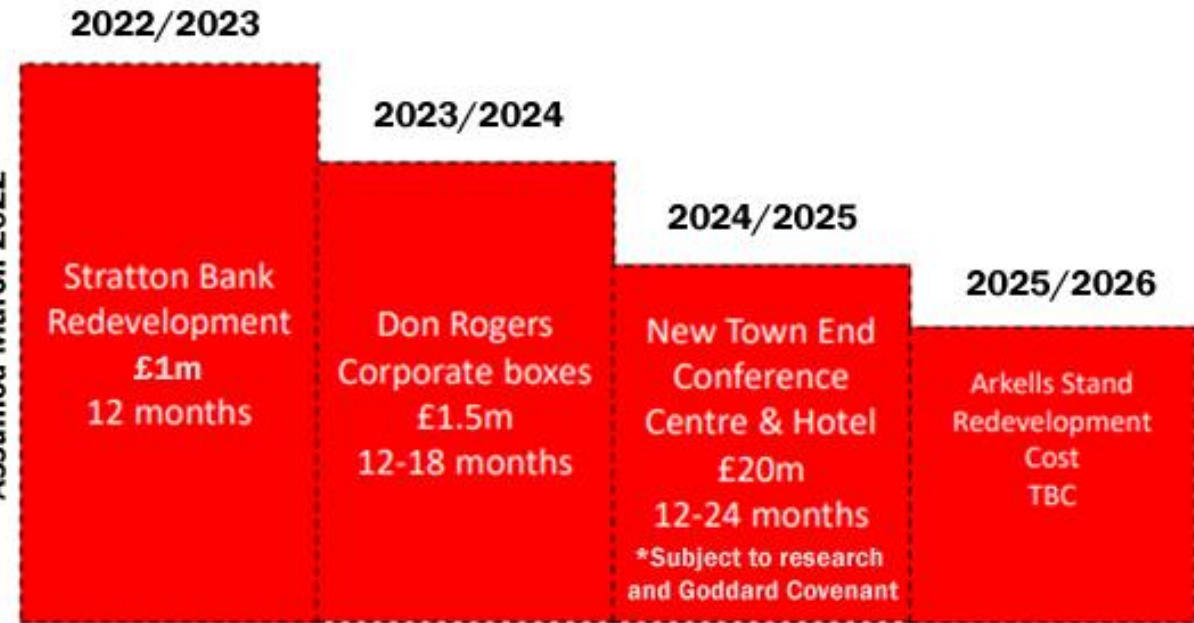 2022/2023
Stratton Bank
Redevelopment
£1m
12 months
2023/2024
Don Rogers
Corporate boxes
£1.5m
12-18 months
2024/2025
New Town End
Conference
Centre & Hotel
£20m
12-24 months
*Subject to research
and Goddard Covenant
2025/2026
Arkells Stand
Redevelopment
Cost
TBC